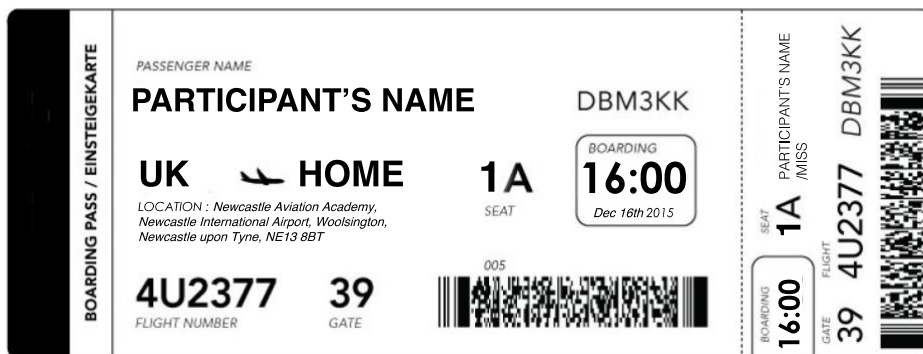 BOARDING PASS / EINSTEIGEKARTE
PASSENGER NAME
PARTICIPANT'S NAME
DBM3KK
UK HOME
1A
SEAT
BOARDING
16:00
Dec 16th 2015
LOCATION : Newcastle Aviation Academy,
Newcastle International Airport, Woolsington,
Newcastle upon Tyne, NE13 8BT
4U2377
FLIGHT NUMBER
39
GATE
005
PARTICIPANT'S NAME
/MISS
DBM3KK
SEAT
1A
FLIGHT
4U2377
BOARDING
16:00
GATE
39